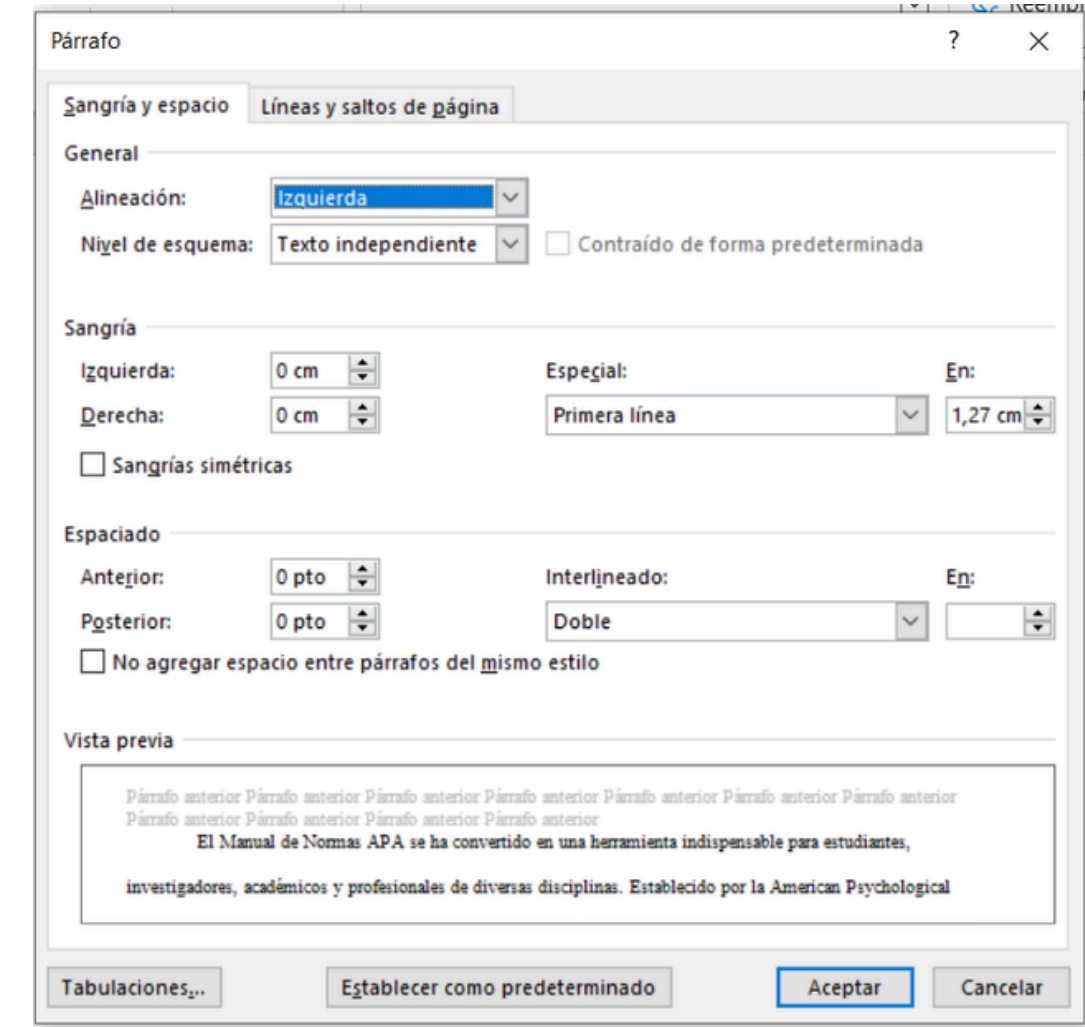 Reempl
Párrafo ?
Sangría y espacio Líneas y saltos de página
General
Alineación: Izquierda
Nivel de esquema: Texto independiente Contraído de forma predeterminada
Sangría
Izquierda: 0 cm Especial: En:
Derecha: 0 cm Primera línea 1,27 cm
Sangrías simétricas
Espaciado
Anterior: 0 pto Interlineado: En:
Posterior: 0 pto Doble
No agregar espacio entre párrafos del mismo estilo
Vista previa
Párrafo anterior Párrafo anterior Párrafo anterior Párrafo anterior Párrafo anterior Párrafo anterior Párrafo anterior
Párrafo anterior Párrafo anterior Párrafo anterior Párrafo anterior
El Manual de Normas APA se ha convertido en una herramienta indispensable para estudiantes,
investigadores, académicos y profesionales de diversas disciplinas. Establecido por la American Psychological
Tabulaciones... Establecer como predeterminado Aceptar Cancelar